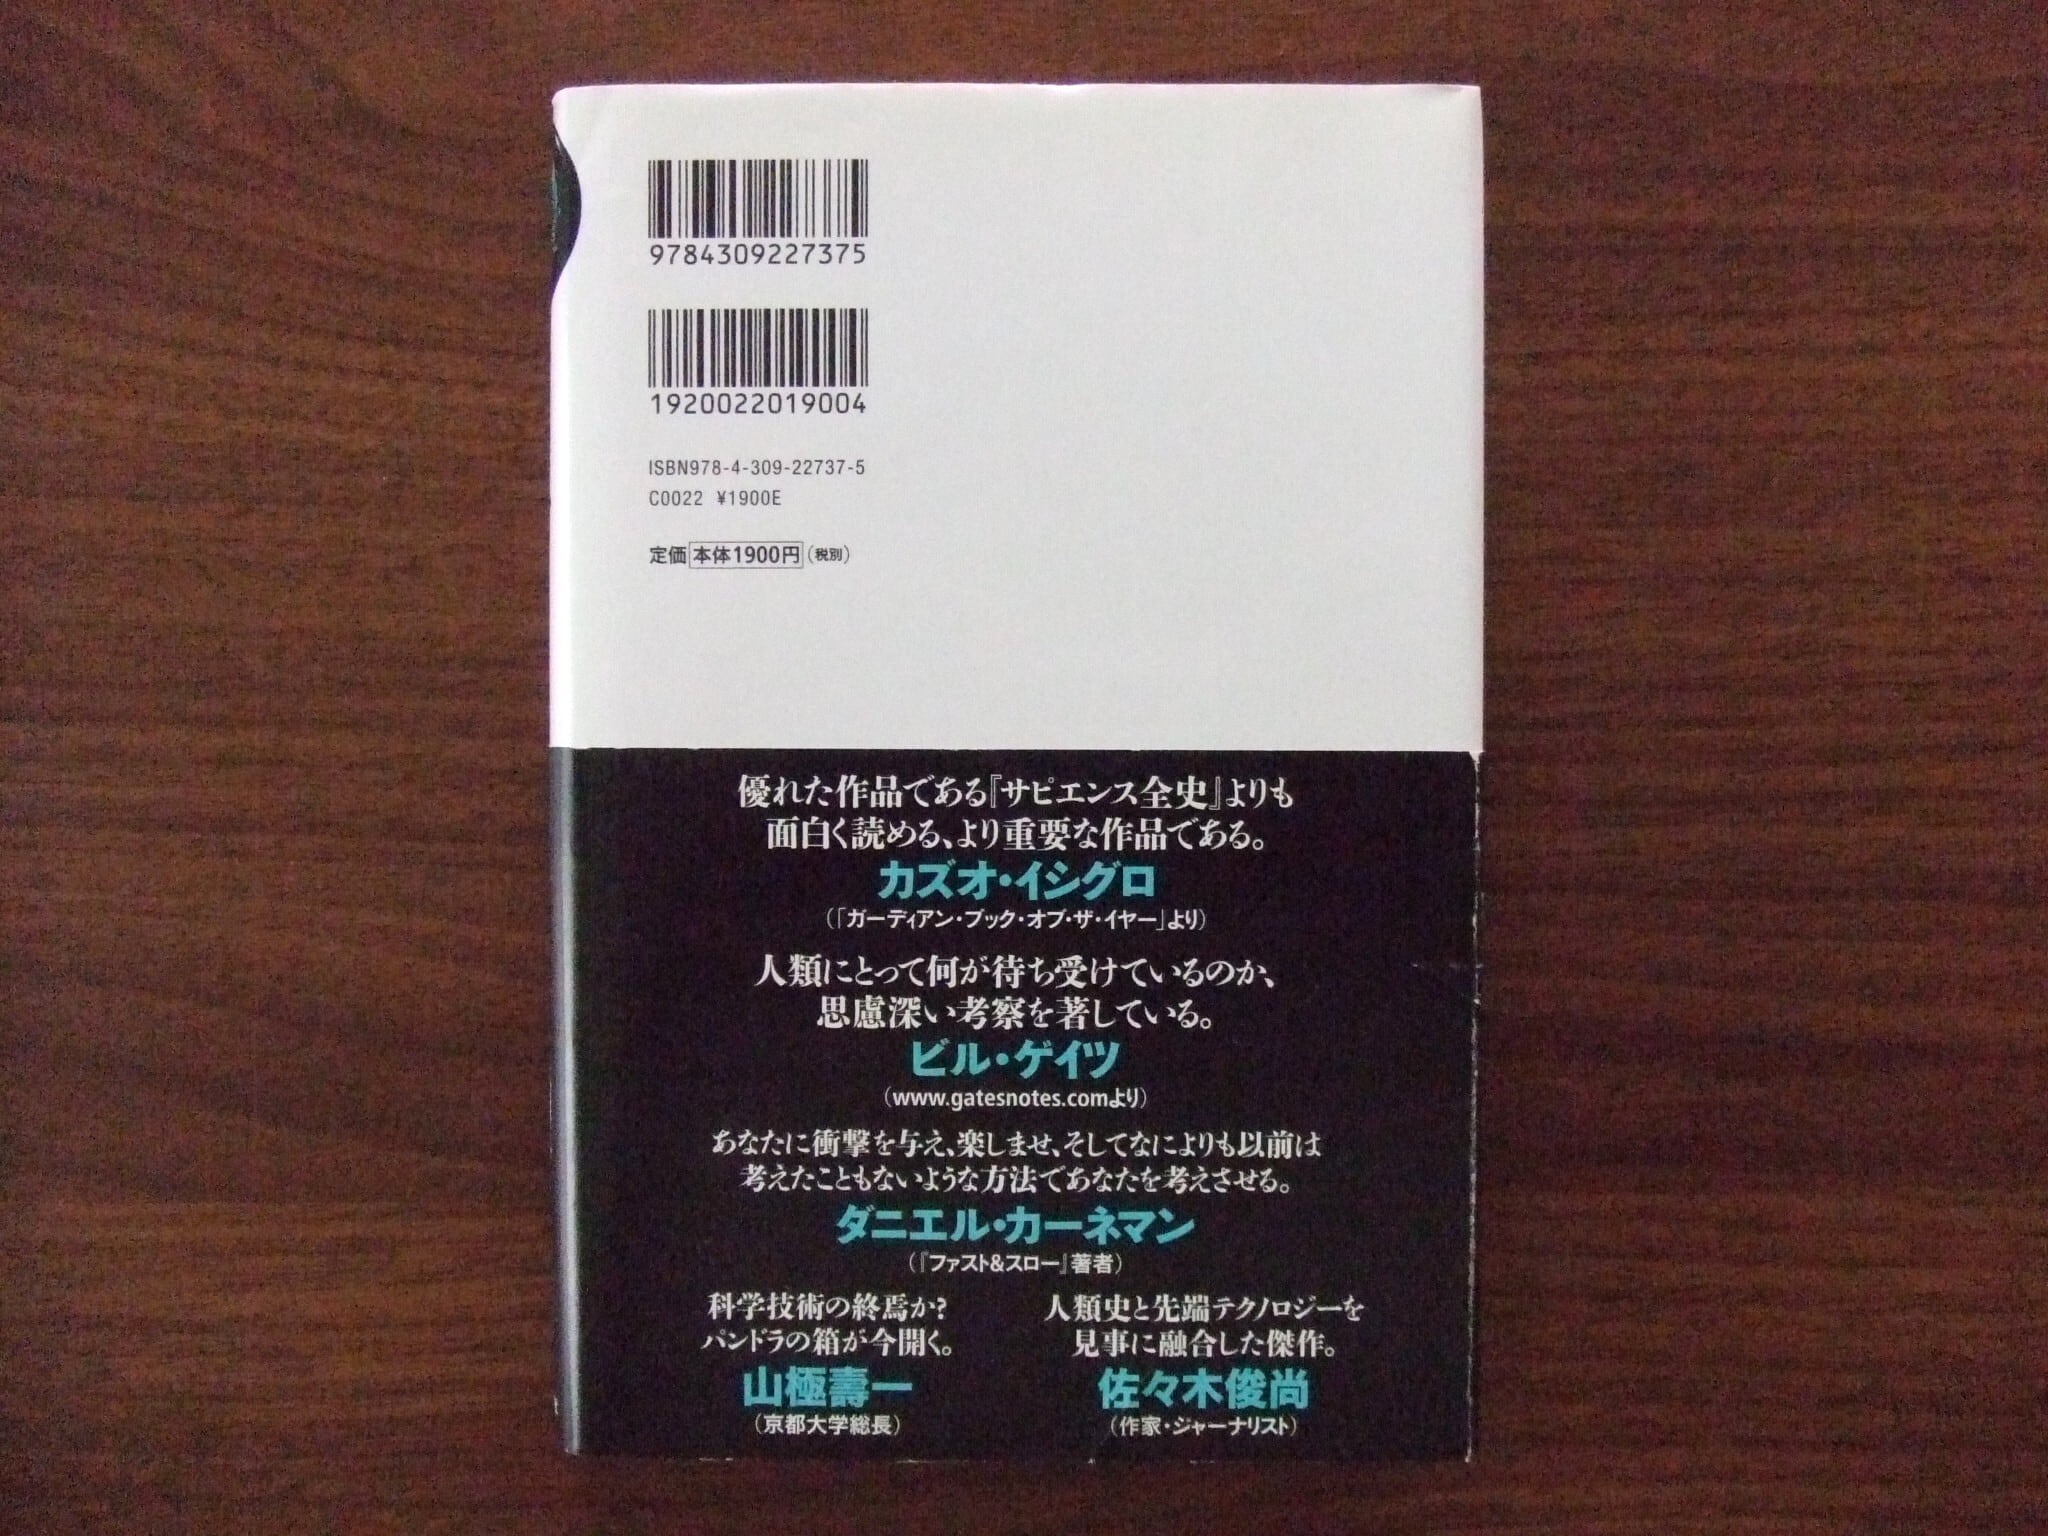 9784309227375
1920022019004
ISBN978-4-309-22737-5
C0022 ¥1900E
定価 本体1900円(税別)
優れた作品である『サピエンス全史』よりも
面白く読める、より重要な作品である。
カズオ・イシグロ
(「ガーディアン・ブック・オブ・ザ・イヤー」より)
人類にとって何が待ち受けているのか、
思慮深い考察を著している。
ビル・ゲイツ
(www.gatesnotes.comより)
あなたに衝撃を与え、楽しませ、そしてなによりも以前は
考えたこともないような方法であなたを考えさせる。
ダニエル・カーネマン
(『ファスト&スロー』著者)
科学技術の終焉か?
パンドラの箱が今開く。
山極壽一
(京都大学総長)
人類史と先端テクノロジーを
見事に融合した傑作。
佐々木俊尚
(作家・ジャーナリスト)